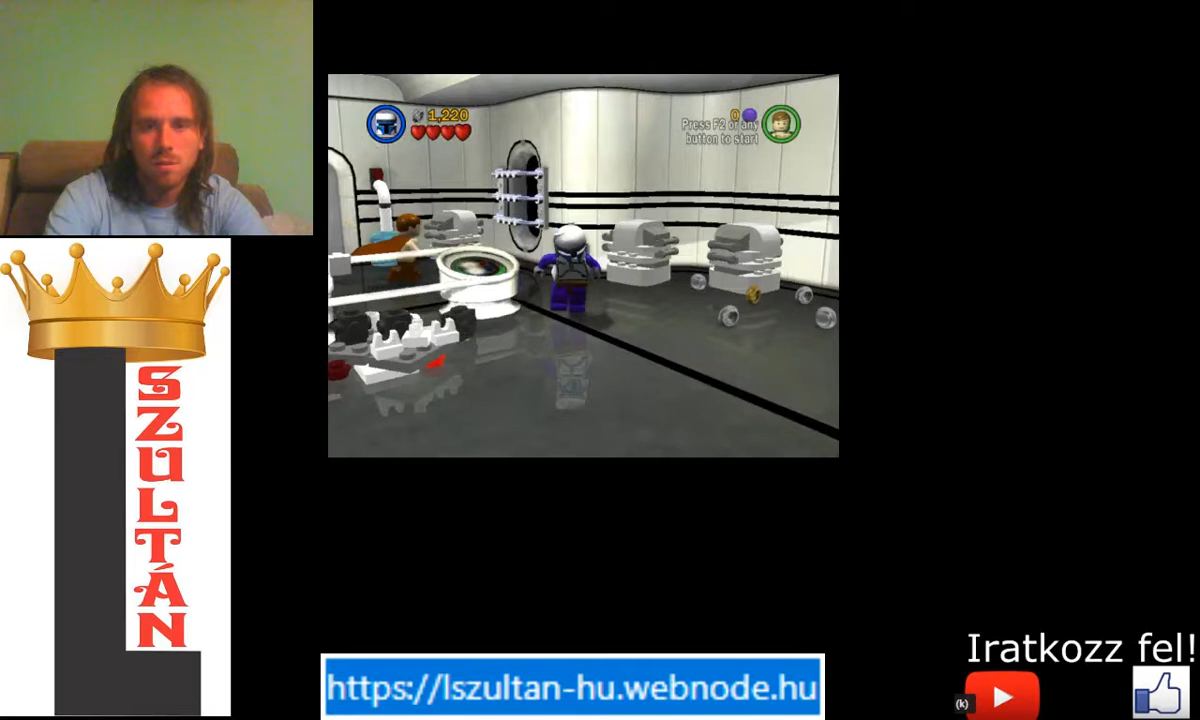 1,220
0
Press F2 or any
button to start
SZULTÁN
https://lszultan-hu.webnode.hu
Iratkozz fel!
(k)